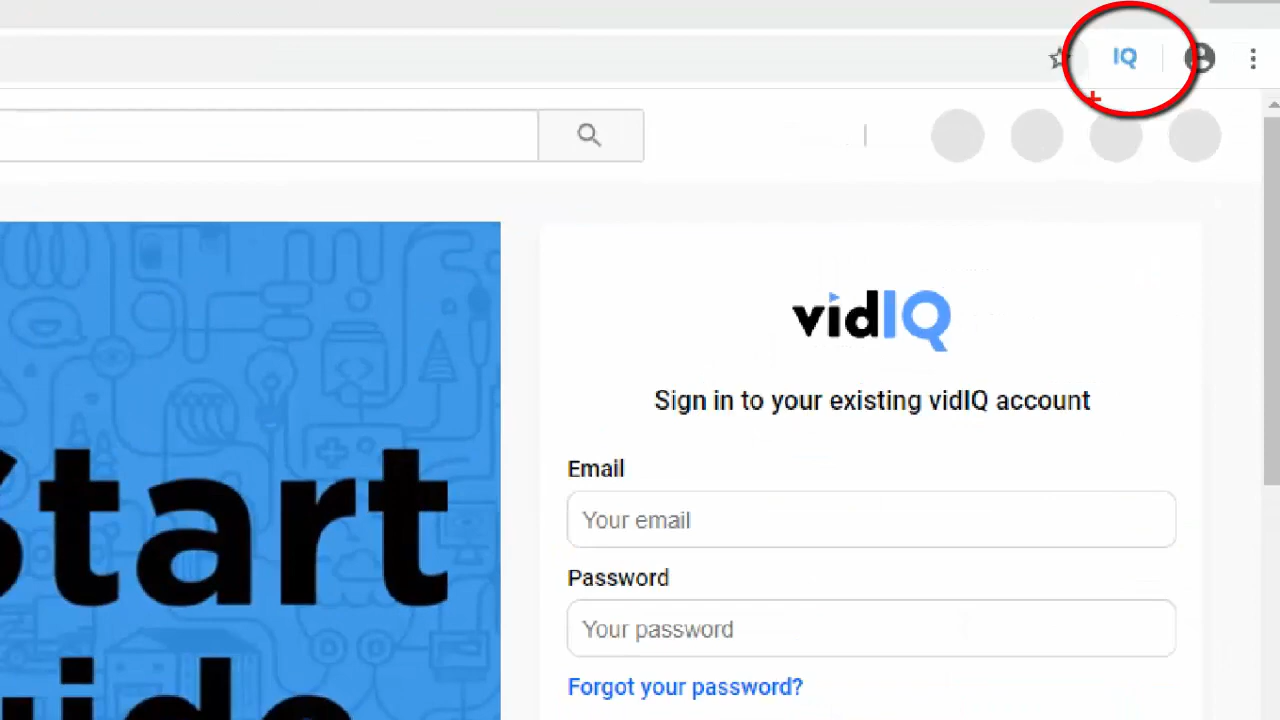 IQ
vidIQ
Sign in to your existing vidIQ account
Email
Your email
Password
Your password
Forgot your password?
Start
uide